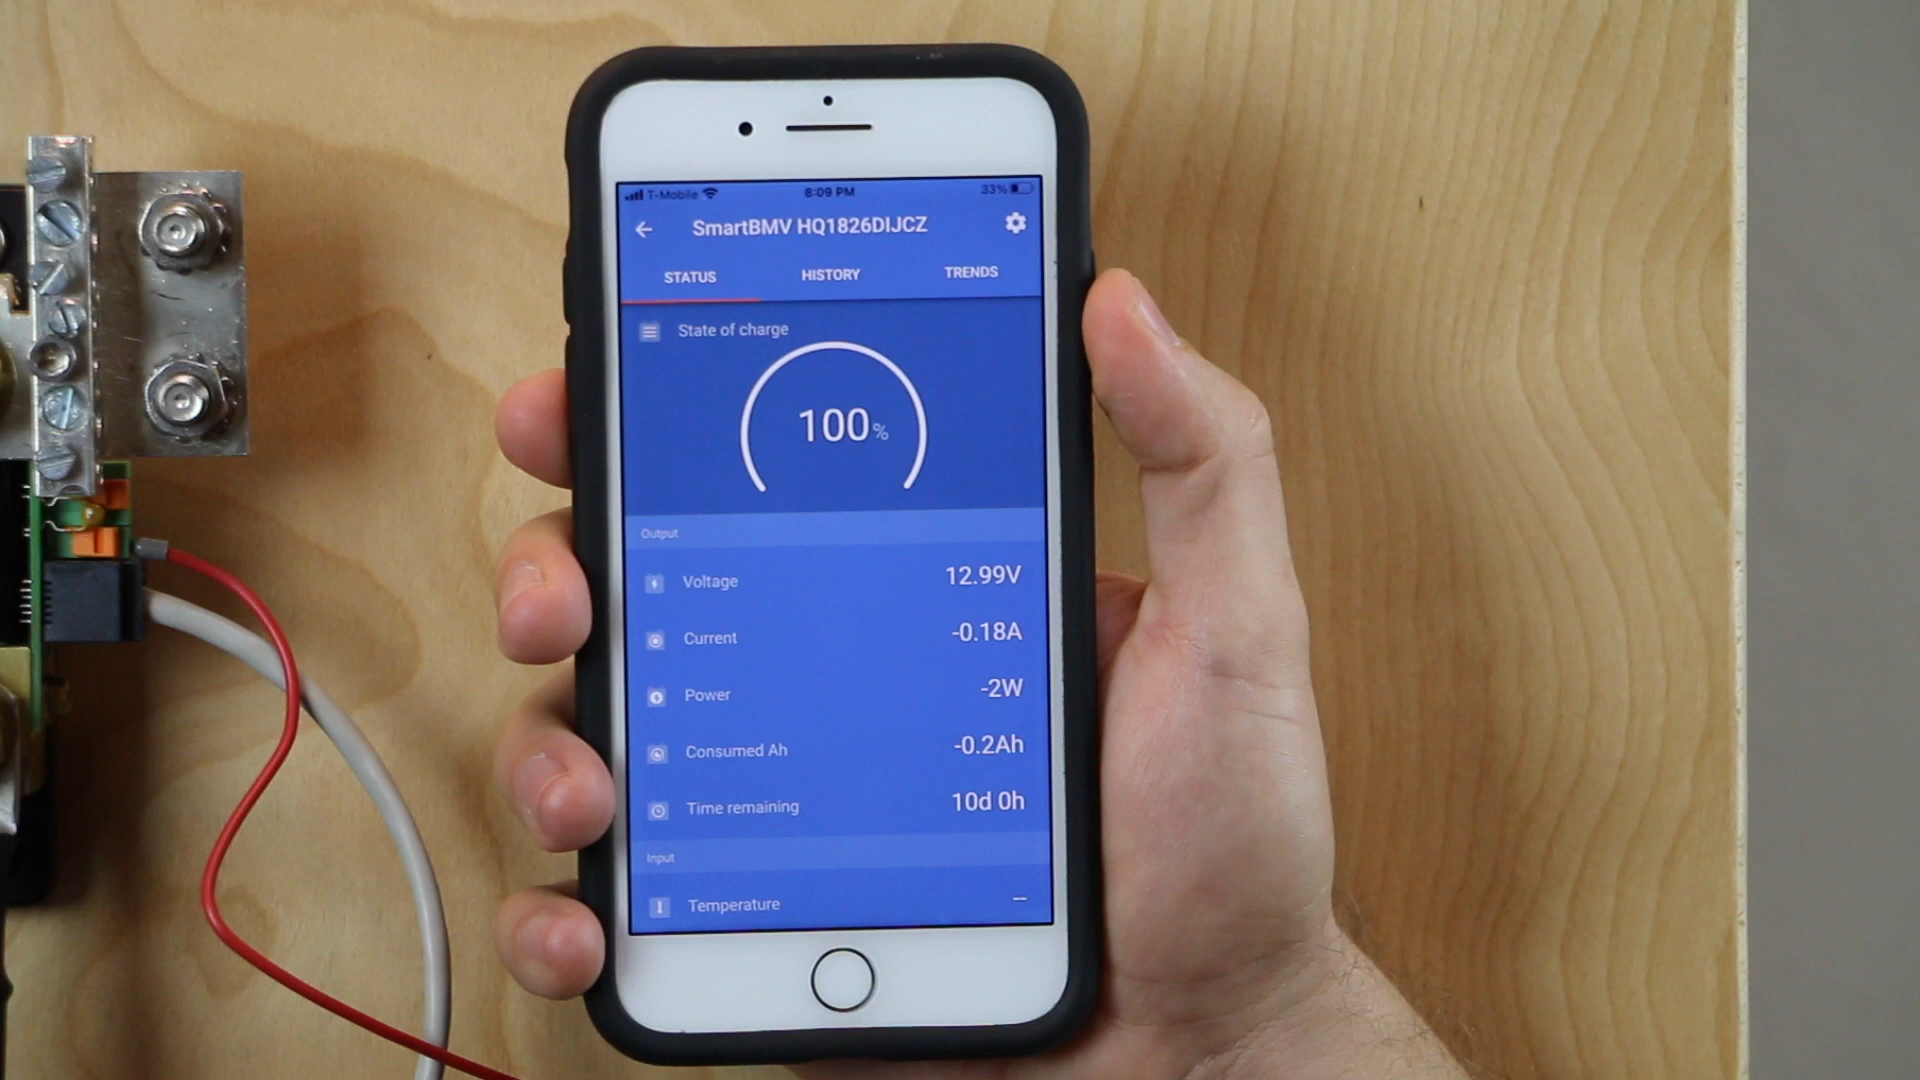 T-Mobile 8:09 PM 33%
SmartBMV HQ1826DIJCZ
STATUS HISTORY TRENDS
State of charge
100%
Output
Voltage 12.99V
Current -0.18A
Power -2W
Consumed Ah -0.2Ah
Time remaining 10d 0h
Input
Temperature --